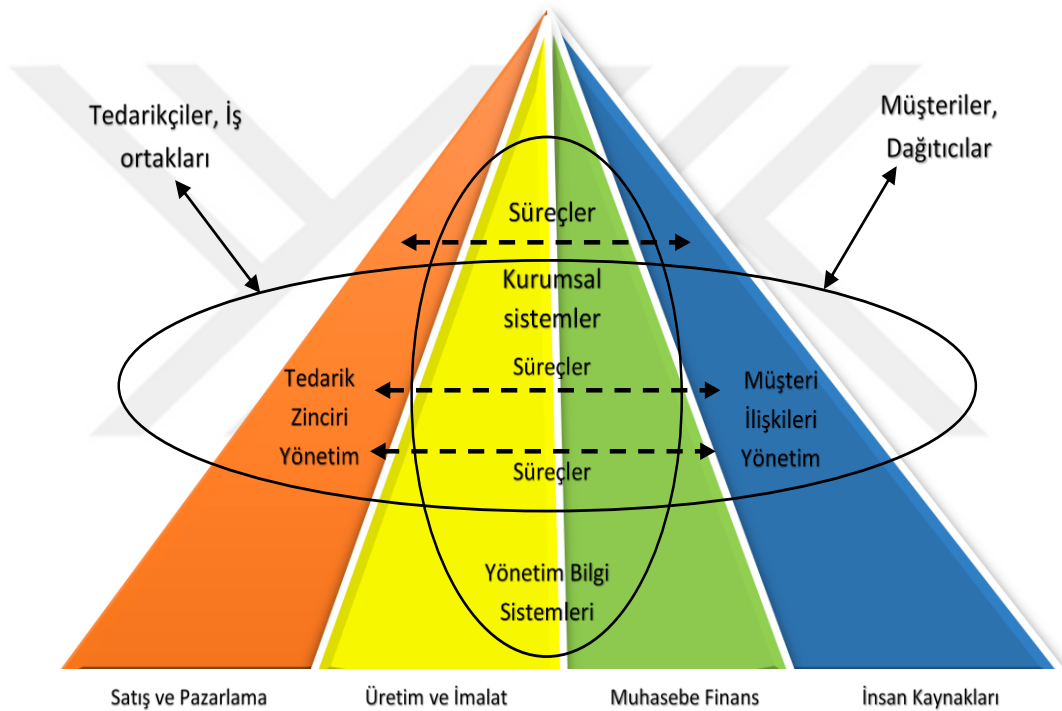 Tedarikçiler, İş
ortakları
Müşteriler,
Dağıtıcılar
Süreçler
Kurumsal
sistemler
Süreçler
Tedarik
Zinciri
Yönetim
Müşteri
İlişkileri
Yönetim
Süreçler
Yönetim Bilgi
Sistemleri
Satış ve Pazarlama
Üretim ve İmalat
Muhasebe Finans
İnsan Kaynakları